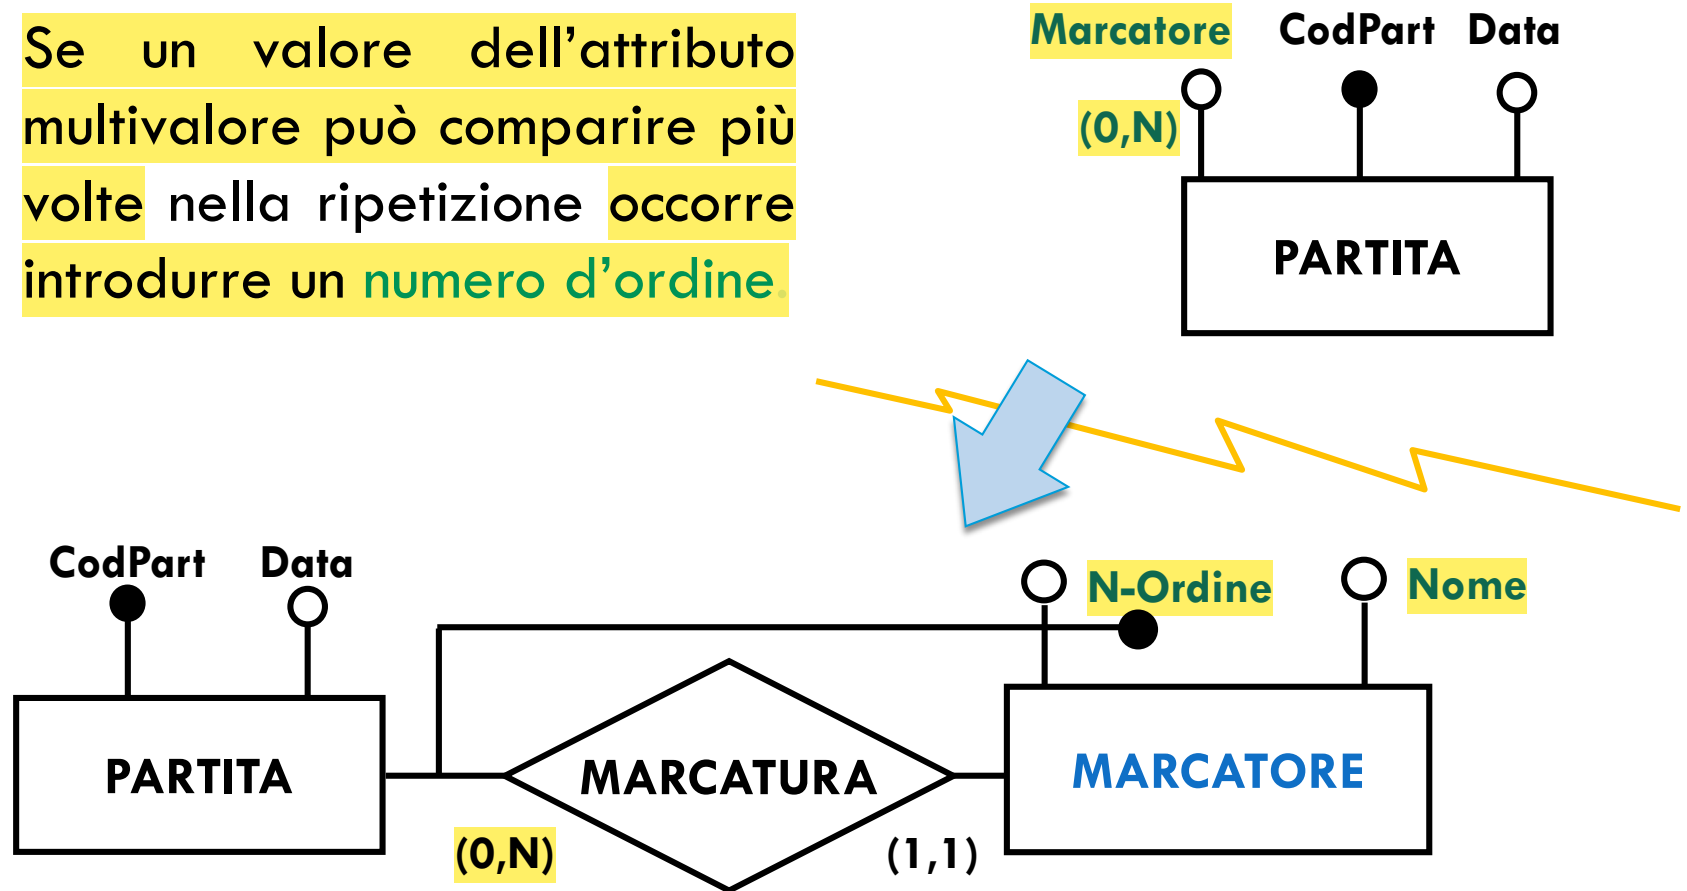 Se un valore dell’attributo
multivalore può comparire più
volte nella ripetizione occorre
introdurre un numero d’ordine.
Marcatore CodPart Data
(0,N)
PARTITA
CodPart Data
N-Ordine Nome
PARTITA MARCATURA MARCATORE
(0,N) (1,1)